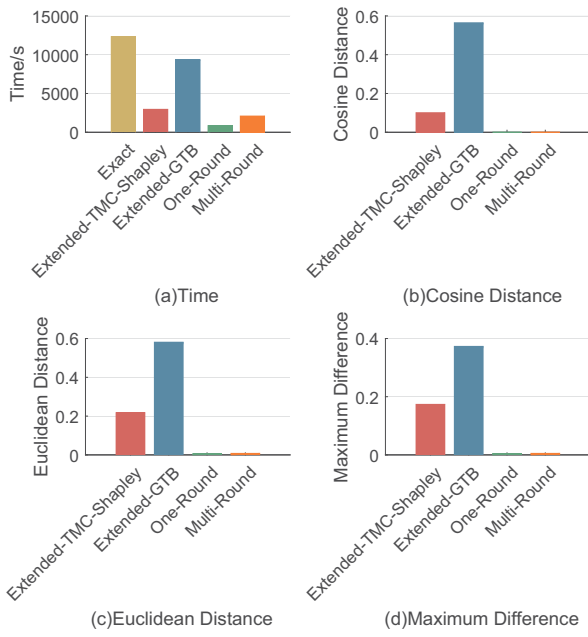 15000
10000
5000
0
Time/s
Exact
Extended-TMC-Shapley
Extended-GTB
One-Round
Multi-Round
(a)Time
0.6
0.4
0.2
0
Cosine Distance
Extended-TMC-Shapley
Extended-GTB
One-Round
Multi-Round
(b)Cosine Distance
0.6
0.4
0.2
0
Euclidean Distance
Extended-TMC-Shapley
Extended-GTB
One-Round
Multi-Round
(c)Euclidean Distance
0.4
0.2
0
Maximum Difference
Extended-TMC-Shapley
Extended-GTB
One-Round
Multi-Round
(d)Maximum Difference